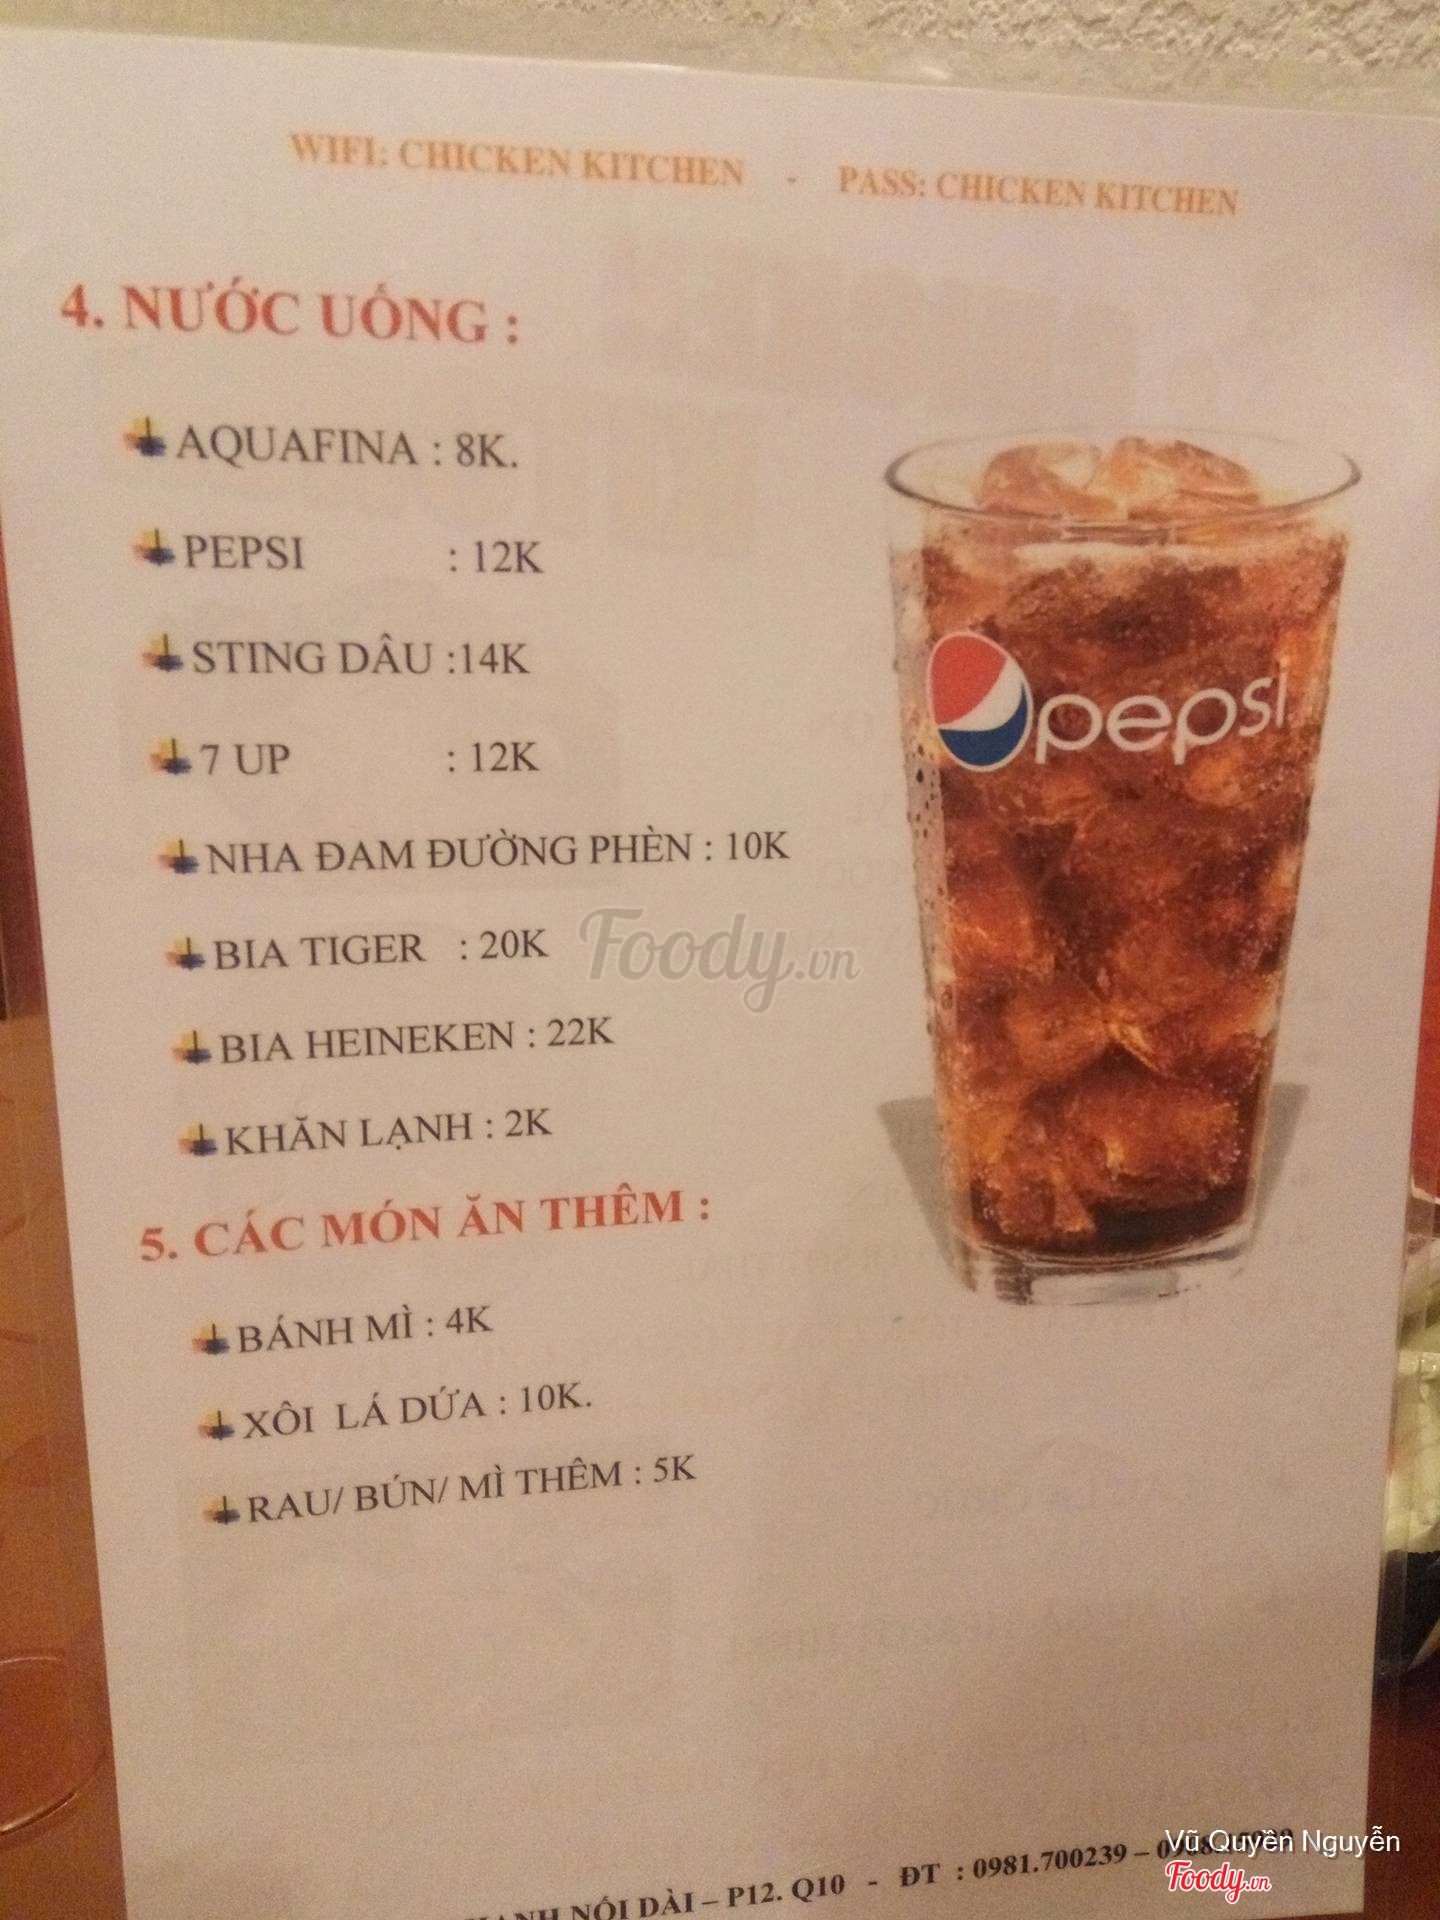 WIFI: CHICKEN KITCHEN - PASS: CHICKEN KITCHEN
4. NƯỚC UỐNG :
AQUAFINA : 8K.
PEPSI : 12K
STING DÂU :14K
7 UP : 12K
pepsi
NHA ĐAM ĐƯỜNG PHÈN : 10K
BIA TIGER : 20K
Foody.vn
BIA HEINEKEN : 22K
KHĂN LẠNH : 2K
5. CÁC MÓN ĂN THÊM :
BÁNH MÌ : 4K
XÔI LÁ DỨA : 10K.
RAU/ BÚN/ MÌ THÊM : 5K
Vũ Quyền Nguyễn
Foody.vn
NỐI DÀI – P12. Q10 - ĐT : 0981.700239 –